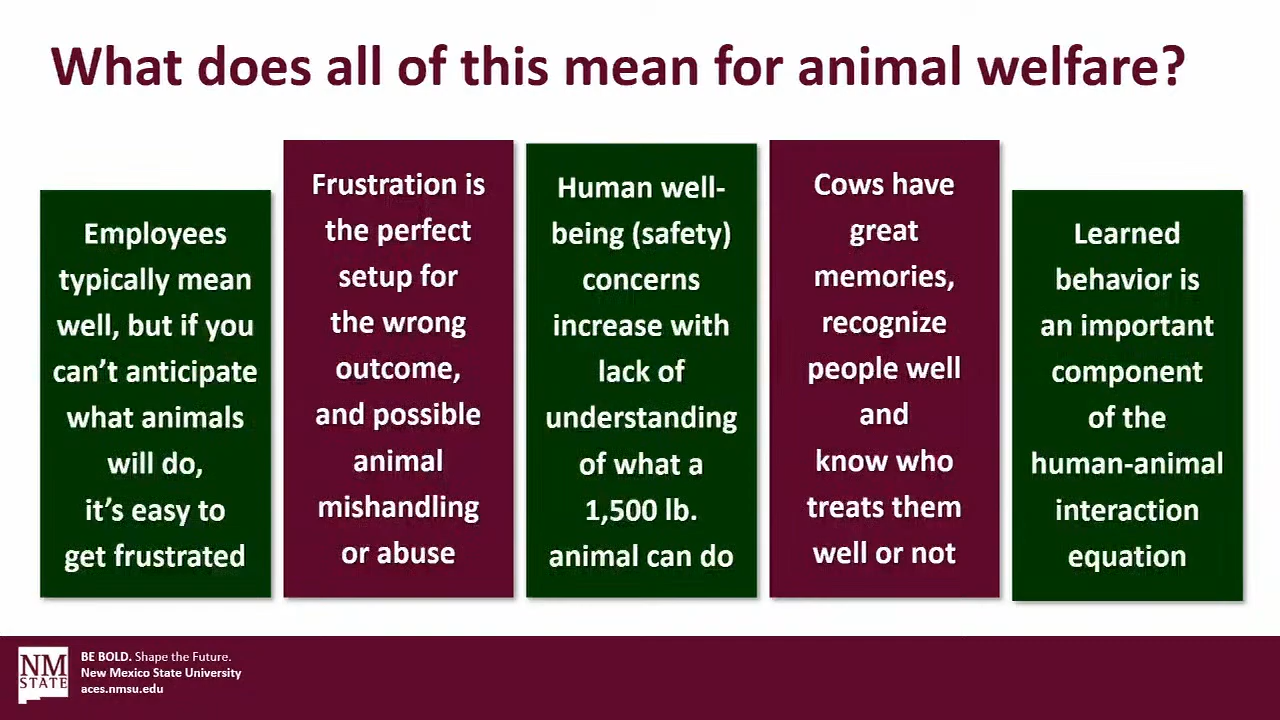 What does all of this mean for animal welfare?
Employees
typically mean
well, but if you
can't anticipate
what animals
will do,
it's easy to
get frustrated
Frustration is
the perfect
setup for
the wrong
outcome,
and possible
animal
mishandling
or abuse
Human well-
being (safety)
concerns
increase with
lack of
understanding
of what a
1,500 lb.
animal can do
Cows have
great
memories,
recognize
people well
and
know who
treats them
well or not
Learned
behavior is
an important
component
of the
human-animal
interaction
equation
NM
STATE
BE BOLD. Shape the Future.
New Mexico State University
aces.nmsu.edu